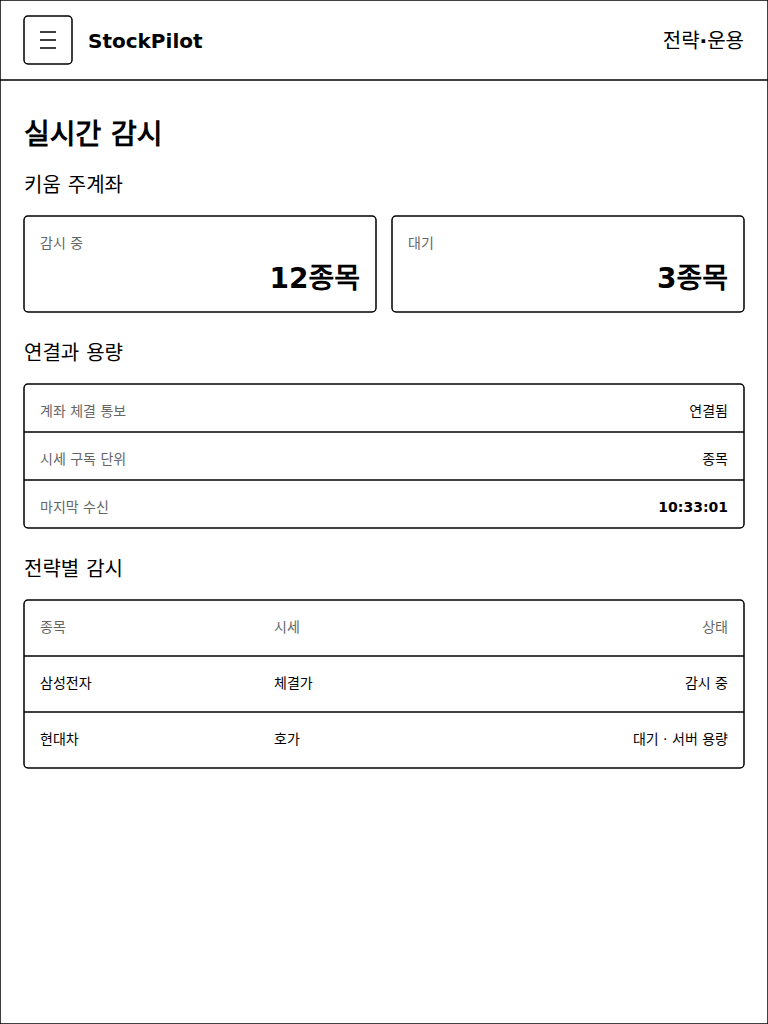 StockPilot
전략·운용
실시간 감시
키움 주계좌
감시 중
12종목
대기
3종목
연결과 용량
계좌 체결 통보
연결됨
시세 구독 단위
종목
마지막 수신
10:33:01
전략별 감시
종목
시세
상태
삼성전자
체결가
감시 중
현대차
호가
대기 · 서버 용량